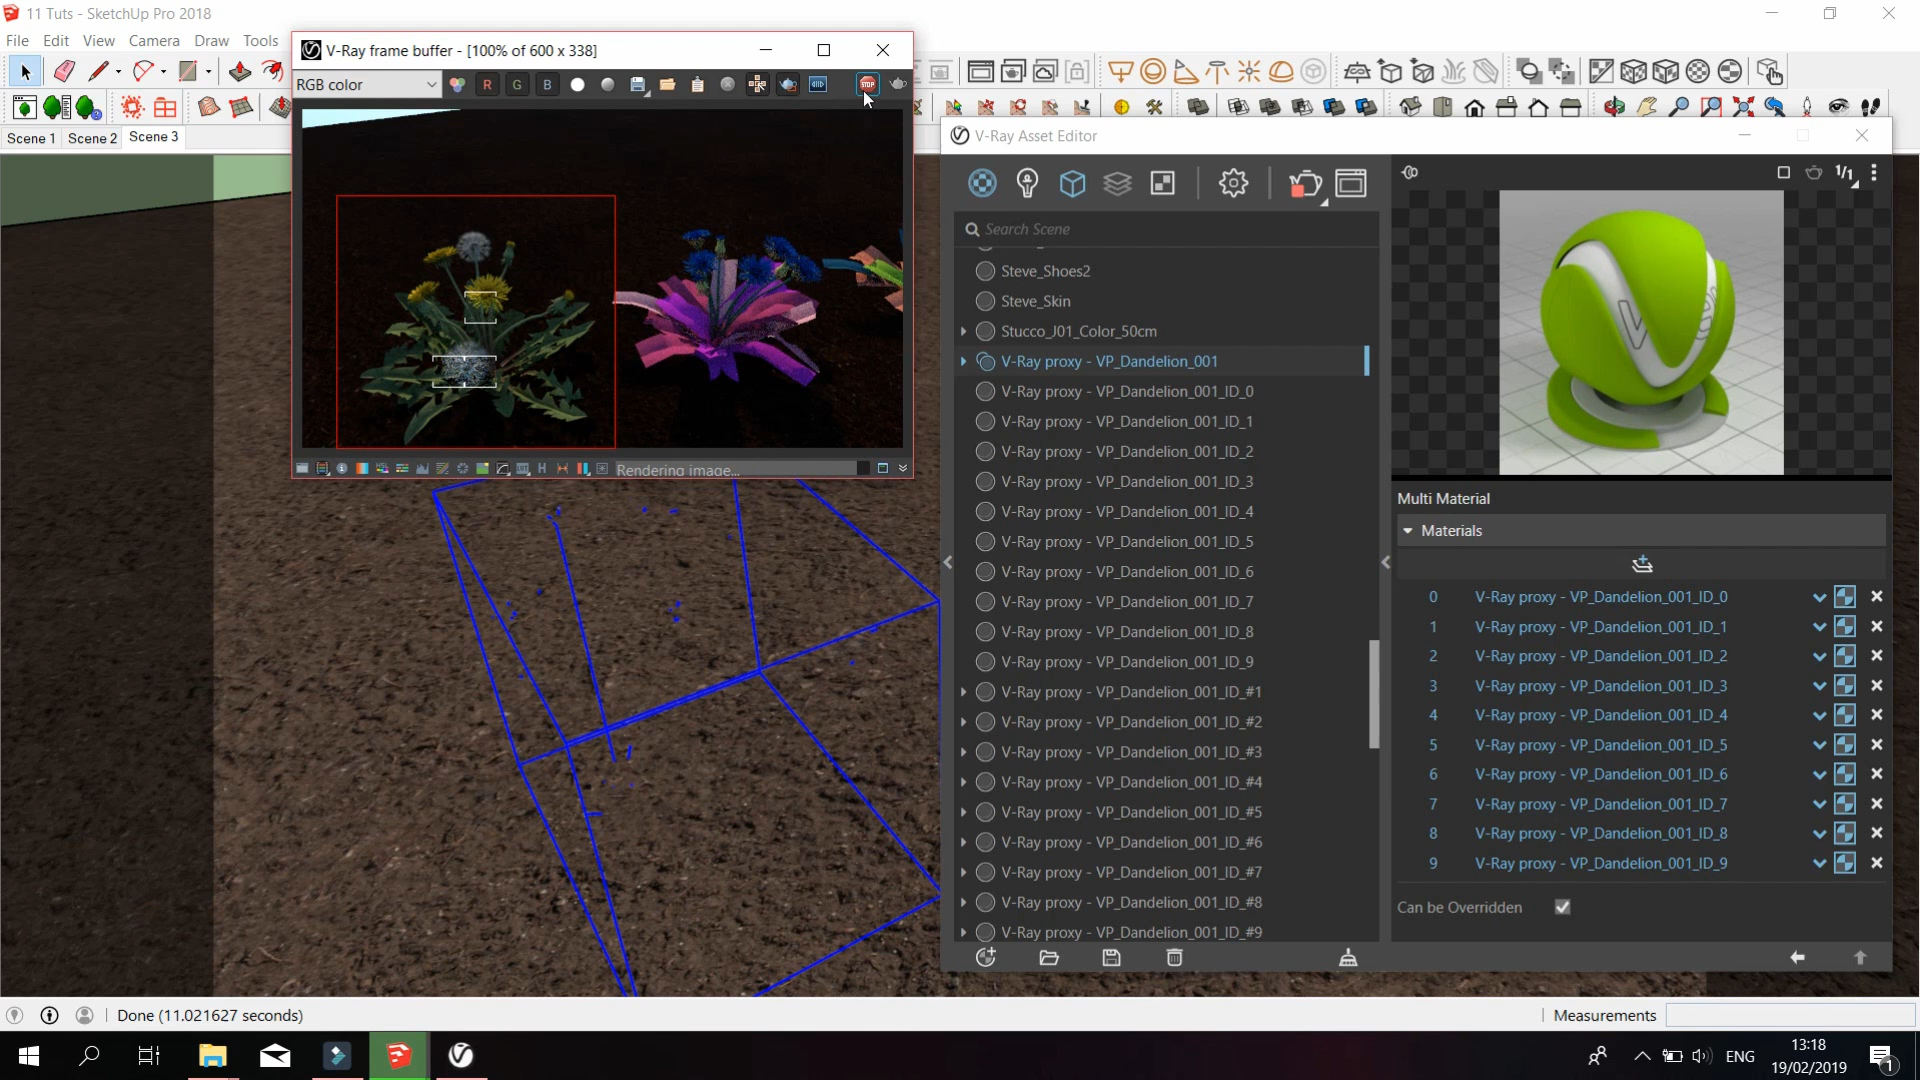 11 Tuts - SketchUp Pro 2018
File Edit View Camera Draw Tools
V-Ray frame buffer - [100% of 600 x 338]
RGB color
R G B
STOP
Scene 1 Scene 2 Scene 3
Rendering image...
V-Ray Asset Editor
1/1
Search Scene
Steve_Shoes2
Steve_Skin
Stucco_J01_Color_50cm
V-Ray proxy - VP_Dandelion_001
V-Ray proxy - VP_Dandelion_001_ID_0
V-Ray proxy - VP_Dandelion_001_ID_1
V-Ray proxy - VP_Dandelion_001_ID_2
V-Ray proxy - VP_Dandelion_001_ID_3
V-Ray proxy - VP_Dandelion_001_ID_4
V-Ray proxy - VP_Dandelion_001_ID_5
V-Ray proxy - VP_Dandelion_001_ID_6
V-Ray proxy - VP_Dandelion_001_ID_7
V-Ray proxy - VP_Dandelion_001_ID_8
V-Ray proxy - VP_Dandelion_001_ID_9
V-Ray proxy - VP_Dandelion_001_ID_#1
V-Ray proxy - VP_Dandelion_001_ID_#2
V-Ray proxy - VP_Dandelion_001_ID_#3
V-Ray proxy - VP_Dandelion_001_ID_#4
V-Ray proxy - VP_Dandelion_001_ID_#5
V-Ray proxy - VP_Dandelion_001_ID_#6
V-Ray proxy - VP_Dandelion_001_ID_#7
V-Ray proxy - VP_Dandelion_001_ID_#8
V-Ray proxy - VP_Dandelion_001_ID_#9
Multi Material
Materials
0 V-Ray proxy - VP_Dandelion_001_ID_0
1 V-Ray proxy - VP_Dandelion_001_ID_1
2 V-Ray proxy - VP_Dandelion_001_ID_2
3 V-Ray proxy - VP_Dandelion_001_ID_3
4 V-Ray proxy - VP_Dandelion_001_ID_4
5 V-Ray proxy - VP_Dandelion_001_ID_5
6 V-Ray proxy - VP_Dandelion_001_ID_6
7 V-Ray proxy - VP_Dandelion_001_ID_7
8 V-Ray proxy - VP_Dandelion_001_ID_8
9 V-Ray proxy - VP_Dandelion_001_ID_9
Can be Overridden
Done (11.021627 seconds)
Measurements
ENG
13:18
19/02/2019
1